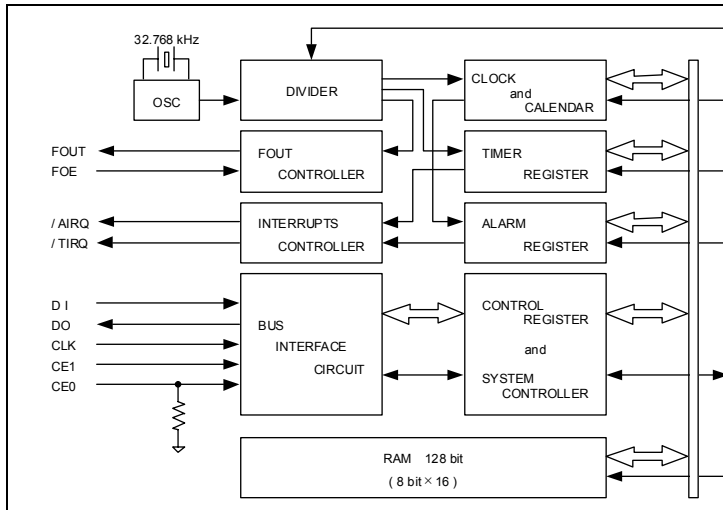 32.768 kHz
OSC
DIVIDER
CLOCK
and
CALENDAR
FOUT
FOE
FOUT
CONTROLLER
TIMER
REGISTER
/ AIRQ
/ TIRQ
INTERRUPTS
CONTROLLER
ALARM
REGISTER
D I
DO
CLK
CE1
CE0
BUS
INTERFACE
CIRCUIT
CONTROL
REGISTER
and
SYSTEM
CONTROLLER
RAM 128 bit
( 8 bit × 16 )